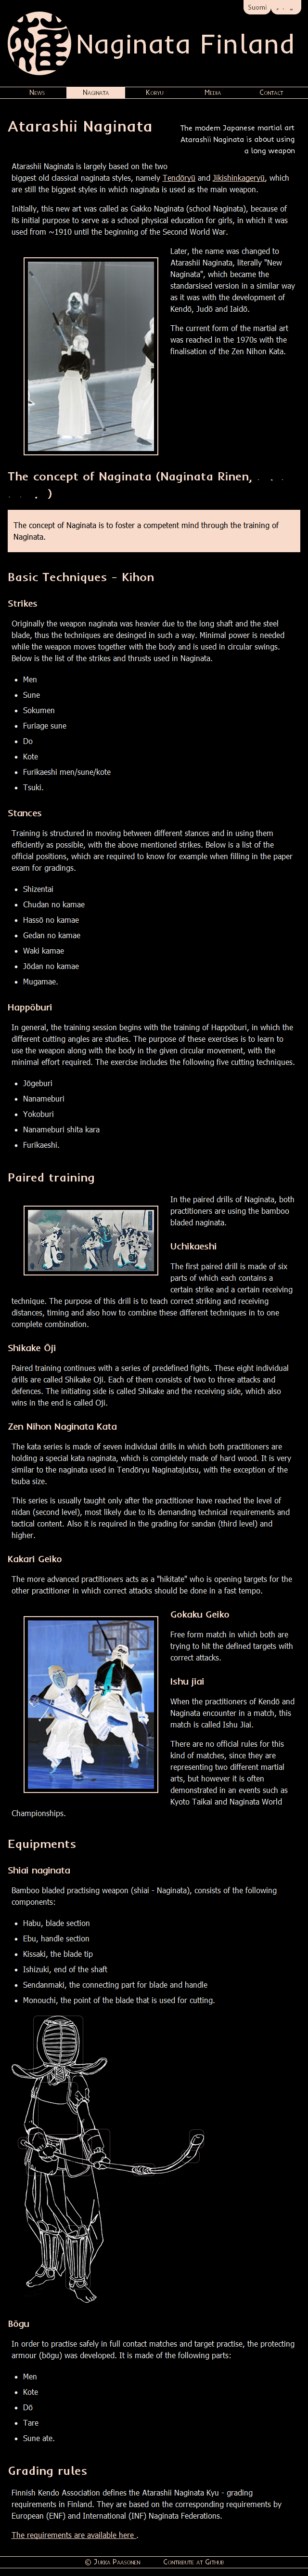 Suomi
Naginata Finland
News
Naginata
Koryu
Media
Contact
Atarashii Naginata
The modern Japanese martial art
Atarashii Naginata is about using
a long weapon
Atarashii Naginata is largely based on the two
biggest old classical naginata styles, namely Tendōryū and Jikishinkageryū, which
are still the biggest styles in which naginata is used as the main weapon.
Initially, this new art was called as Gakko Naginata (school Naginata), because of
its initial purpose to serve as a school physical education for girls, in which it was
used from ~1910 until the beginning of the Second World War.
Later, the name was changed to
Atarashii Naginata, literally "New
Naginata", which became the
standarsised version in a similar way
as it was with the development of
Kendō, Judō and Iaidō.
The current form of the martial art
was reached in the 1970s with the
finalisation of the Zen Nihon Kata.
The concept of Naginata (Naginata Rinen,
)
The concept of Naginata is to foster a competent mind through the training of
Naginata.
Basic Techniques - Kihon
Strikes
Originally the weapon naginata was heavier due to the long shaft and the steel
blade, thus the techniques are desinged in such a way. Minimal power is needed
while the weapon moves together with the body and is used in circular swings.
Below is the list of the strikes and thrusts used in Naginata.
Men
Sune
Sokumen
Furiage sune
Do
Kote
Furikaeshi men/sune/kote
Tsuki.
Stances
Training is structured in moving between different stances and in using them
efficiently as possible, with the above mentioned strikes. Below is a list of the
official positions, which are required to know for example when filling in the paper
exam for gradings.
Shizentai
Chudan no kamae
Hassō no kamae
Gedan no kamae
Waki kamae
Jōdan no kamae
Mugamae.
Happōburi
In general, the training session begins with the training of Happōburi, in which the
different cutting angles are studies. The purpose of these exercises is to learn to
use the weapon along with the body in the given circular movement, with the
minimal effort required. The exercise includes the following five cutting techniques.
Jōgeburi
Nanameburi
Yokoburi
Nanameburi shita kara
Furikaeshi.
Paired training
In the paired drills of Naginata, both
practitioners are using the bamboo
bladed naginata.
Uchikaeshi
The first paired drill is made of six
parts of which each contains a
certain strike and a certain receiving
technique. The purpose of this drill is to teach correct striking and receiving
distances, timing and also how to combine these different techniques in to one
complete combination.
Shikake Ōji
Paired training continues with a series of predefined fights. These eight individual
drills are called Shikake Oji. Each of them consists of two to three attacks and
defences. The initiating side is called Shikake and the receiving side, which also
wins in the end is called Oji.
Zen Nihon Naginata Kata
The kata series is made of seven individual drills in which both practitioners are
holding a special kata naginata, which is completely made of hard wood. It is very
similar to the naginata used in Tendōryu Naginatajutsu, with the exception of the
tsuba size.
This series is usually taught only after the practitioner have reached the level of
nidan (second level), most likely due to its demanding technical requirements and
tactical content. Also it is required in the grading for sandan (third level) and
higher.
Kakari Geiko
The more advanced practitioners acts as a "hikitate" who is opening targets for the
other practitioner in which correct attacks should be done in a fast tempo.
Gokaku Geiko
Free form match in which both are
trying to hit the defined targets with
correct attacks.
Ishu jiai
When the practitioners of Kendō and
Naginata encounter in a match, this
match is called Ishu Jiai.
There are no official rules for this
kind of matches, since they are
representing two different martial
arts, but however it is often
demonstrated in an events such as
Kyoto Taikai and Naginata World
Championships.
Equipments
Shiai naginata
Bamboo bladed practising weapon (shiai - Naginata), consists of the following
components:
Habu, blade section
Ebu, handle section
Kissaki, the blade tip
Ishizuki, end of the shaft
Sendanmaki, the connecting part for blade and handle
Monouchi, the point of the blade that is used for cutting.
Bōgu
In order to practise safely in full contact matches and target practise, the protecting
armour (bōgu) was developed. It is made of the following parts:
Men
Kote
Dō
Tare
Sune ate.
Grading rules
Finnish Kendo Association defines the Atarashii Naginata Kyu - grading
requirements in Finland. They are based on the corresponding requirements by
European (ENF) and International (INF) Naginata Federations.
The requirements are available here .
© Jukka Paasonen
Contribute at Github